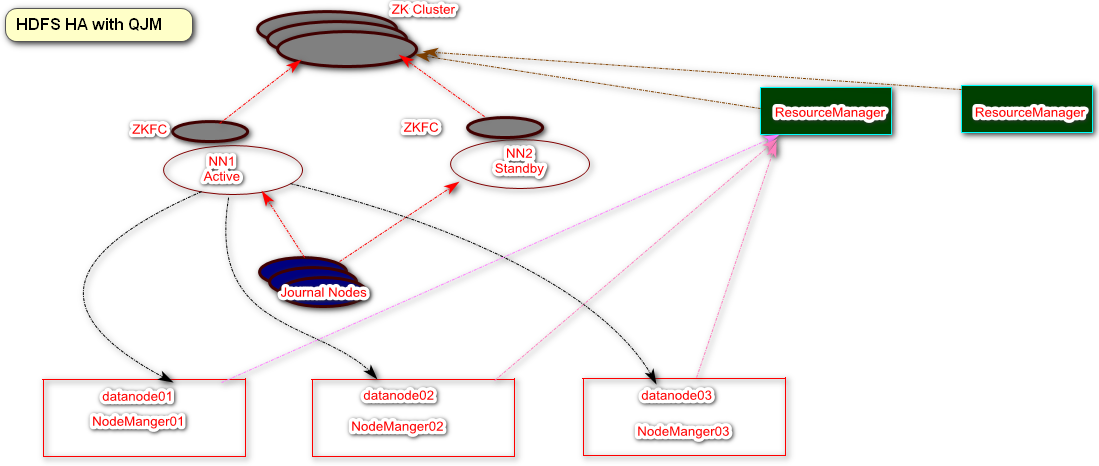 HDFS HA with QJM
ZK Cluster
ZKFC
ZKFC
ResourceManager
ResourceManager
NN1
Active
NN2
Standby
Journal Nodes
datanode01
NodeManger01
datanode02
NodeManger02
datanode03
NodeManger03